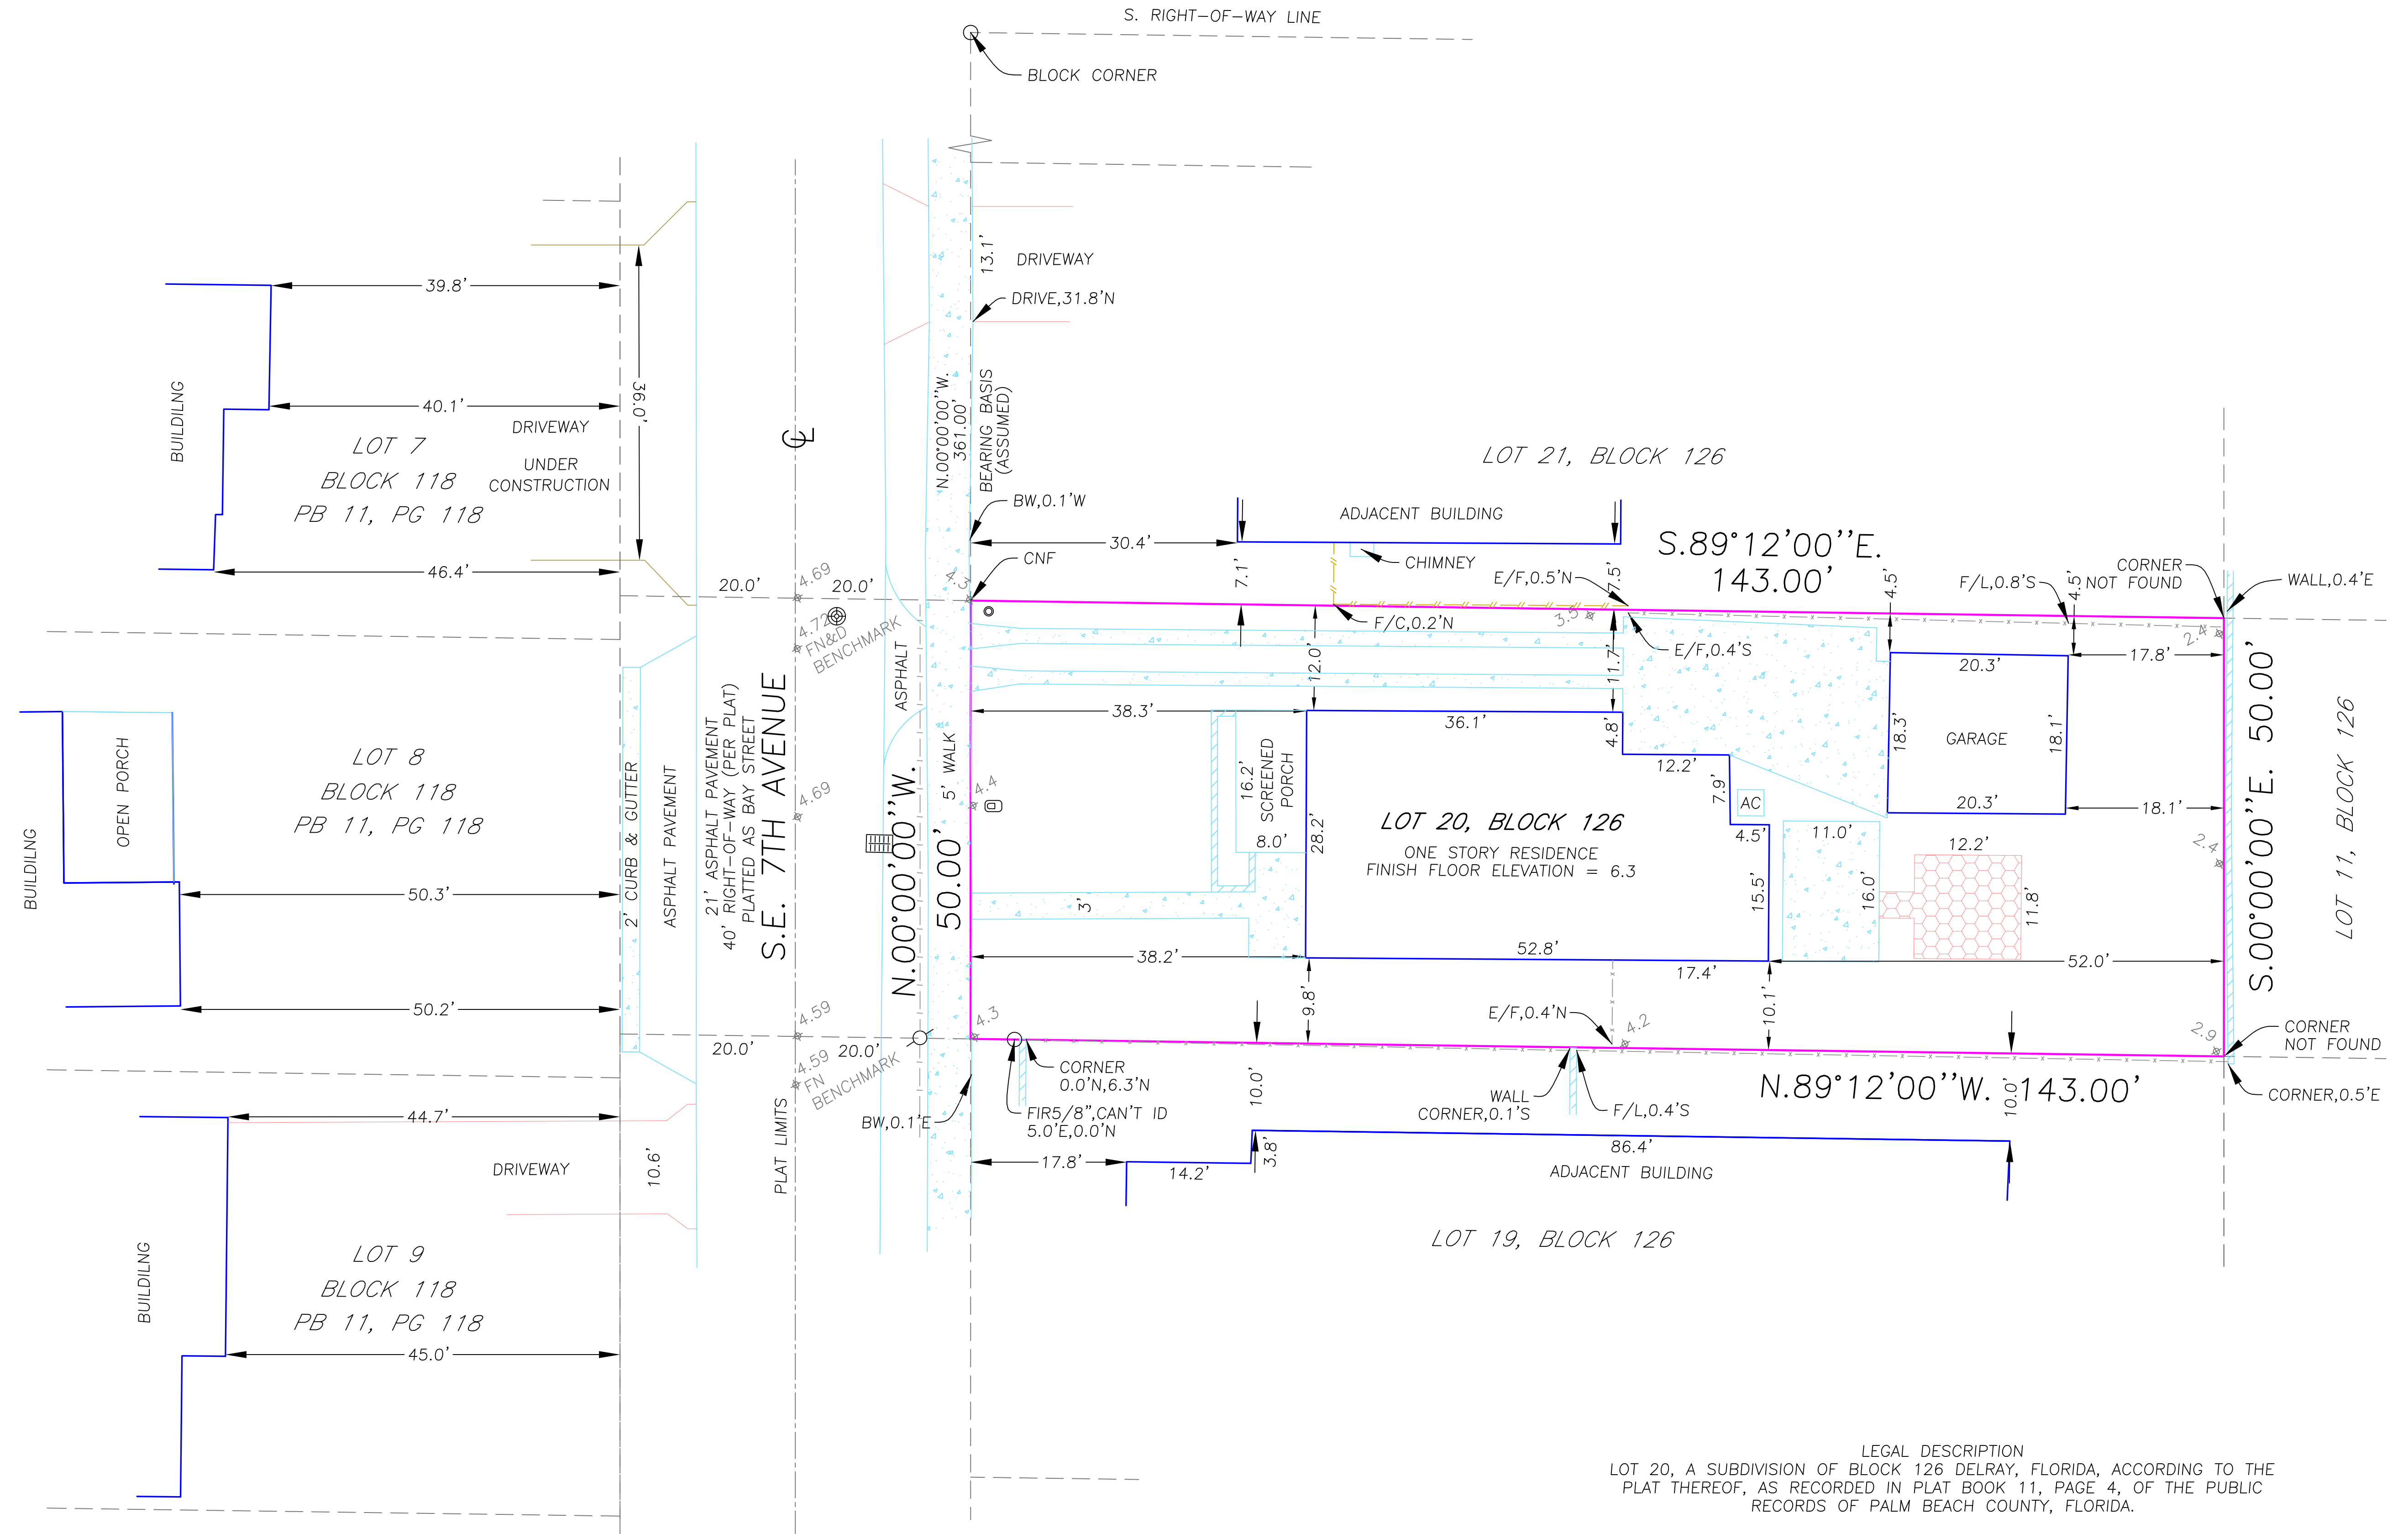 S. RIGHT-OF-WAY LINE
BLOCK CORNER
13.1'
DRIVEWAY
DRIVE,31.8'N
39.8'
40.1'
46.4'
BUILDILNG
LOT 7
BLOCK 118
PB 11, PG 118
DRIVEWAY
UNDER
CONSTRUCTION
36.0'
N.00°00'00"W.
361.00'
BEARING BASIS
(ASSUMED)
BW,0.1'W
CNF
30.4'
LOT 21, BLOCK 126
ADJACENT BUILDING
CHIMNEY
7.1'
7.5'
E/F,0.5'N
S.89°12'00''E.
143.00'
F/L,0.8'S
CORNER
NOT FOUND
WALL,0.4'E
4.5'
4.5'
20.0'
20.0'
4.69
4.3
4.72
FN&D
BENCHMARK
F/C,0.2'N
3.5
E/F,0.4'S
2.4
12.0'
11.7'
38.3'
36.1'
4.8'
12.2'
7.9'
AC
4.5'
20.3'
17.8'
18.3'
GARAGE
18.1'
20.3'
18.1'
OPEN PORCH
BUILDILNG
LOT 8
BLOCK 118
PB 11, PG 118
50.3'
50.2'
2' CURB & GUTTER
ASPHALT PAVEMENT
21' ASPHALT PAVEMENT
40' RIGHT-OF-WAY (PER PLAT)
PLATTED AS BAY STREET
S.E. 7TH AVENUE
4.69
ASPHALT
5' WALK
4.4
N.00°00'00''W.
50.00'
16.2'
SCREENED
PORCH
8.0'
28.2'
LOT 20, BLOCK 126
ONE STORY RESIDENCE
FINISH FLOOR ELEVATION = 6.3
11.0'
12.2'
15.5'
16.0'
11.8'
2.4
S.00°00'00''E. 50.00'
LOT 11, BLOCK 126
3'
38.2'
52.8'
17.4'
52.0'
9.8'
10.1'
E/F,0.4'N
4.2
2.9
CORNER
NOT FOUND
20.0'
20.0'
4.59
4.3
4.59
FN
BENCHMARK
CORNER
0.0'N,6.3'N
FIR5/8",CAN'T ID
5.0'E,0.0'N
BW,0.1'E
10.0'
WALL
CORNER,0.1'S
F/L,0.4'S
N.89°12'00''W. 143.00'
10.0'
CORNER,0.5'E
PLAT LIMITS
44.7'
DRIVEWAY
10.6'
17.8'
14.2'
3.8'
86.4'
ADJACENT BUILDING
LOT 19, BLOCK 126
BUILDILNG
LOT 9
BLOCK 118
PB 11, PG 118
45.0'
LEGAL DESCRIPTION
LOT 20, A SUBDIVISION OF BLOCK 126 DELRAY, FLORIDA, ACCORDING TO THE
PLAT THEREOF, AS RECORDED IN PLAT BOOK 11, PAGE 4, OF THE PUBLIC
RECORDS OF PALM BEACH COUNTY, FLORIDA.